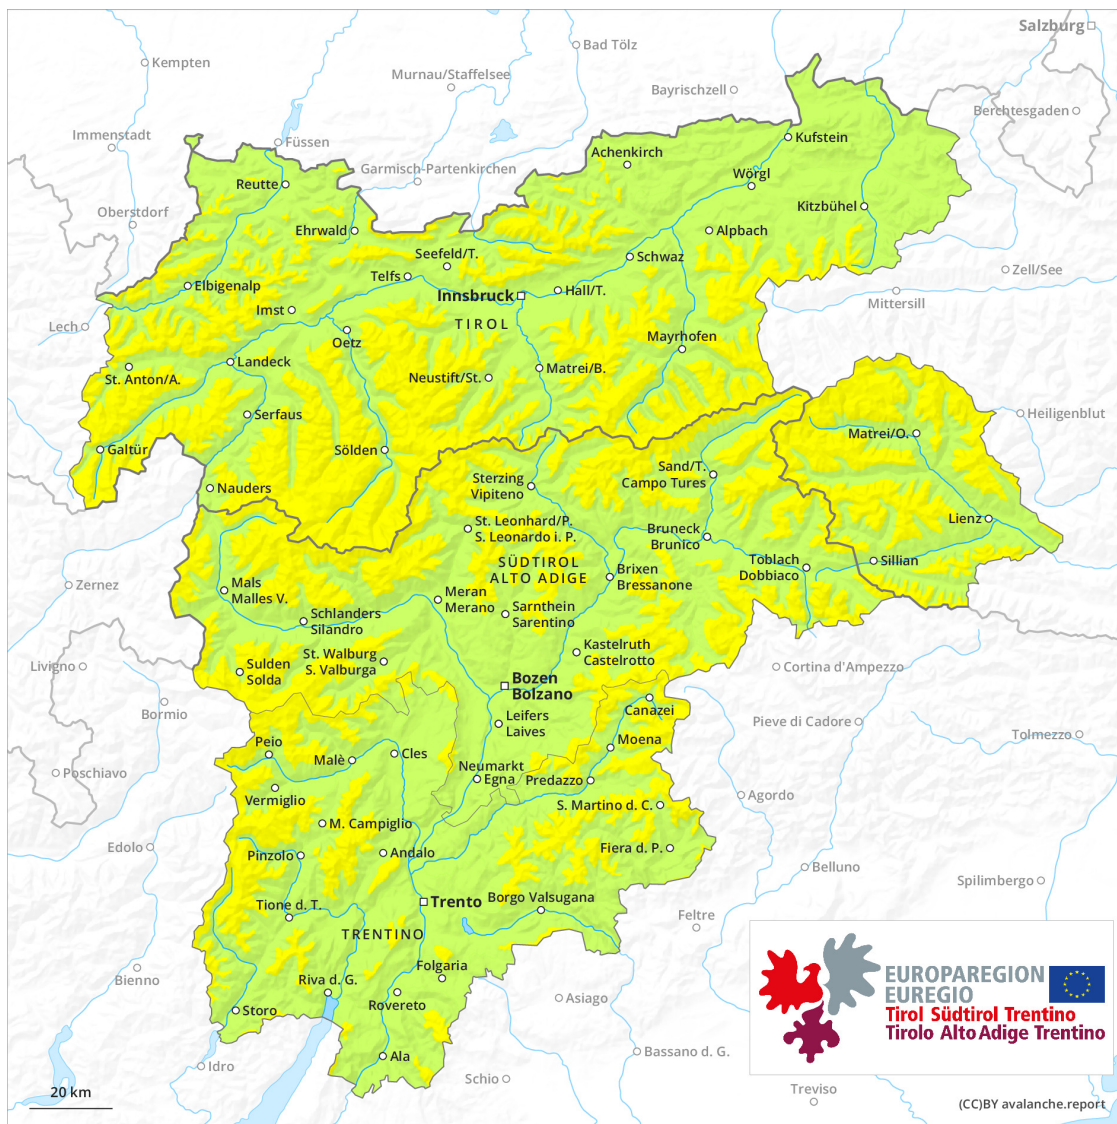 Salzburg
Bad Tölz
Kempten
Murnau/Staffelsee
Bayrischzell
Berchtesgaden
Immenstadt
Füssen
Kufstein
Achenkirch
Garmisch-Partenkirchen
Wörgl
Reutte
Oberstdorf
Kitzbühel
Ehrwald
Alpbach
Seefeld/T.
Schwaz
Telfs
Zell/See
Elbigenalp
Innsbruck
Hall/T.
Mittersill
Imst
TIROL
Lech
Oetz
Mayrhofen
Landeck
Matrei/B.
St. Anton/A.
Neustift/St.
Serfaus
Heiligenblut
Matrei/O.
Galtür
Sölden
Sand/T.
Campo Tures
Sterzing
Vipiteno
Nauders
Lienz
St. Leonhard/P.
S. Leonardo i. P.
Bruneck
Brunico
SÜDTIROL
ALTO ADIGE
Toblach
Dobbiaco
Sillian
Brixen
Bressanone
Zernez
Mals
Malles V.
Meran
Merano
Schlanders
Silandro
Sarnthein
Sarentino
Kastelruth
Castelrotto
St. Walburg
S. Valburga
Livigno
Sulden
Solda
Cortina d'Ampezzo
Bozen
Bolzano
Canazei
Bormio
Leifers
Laives
Pieve di Cadore
Tolmezzo
Peio
Moena
Cles
Malè
Neumarkt
Egna
Predazzo
Poschiavo
Vermiglio
Agordo
S. Martino d. C.
M. Campiglio
Edolo
Pinzolo
Andalo
Fiera d. P.
Belluno
Spilimbergo
Tione d. T.
Trento
Borgo Valsugana
Feltre
TRENTINO
Bienno
Folgaria
Riva d. G.
Rovereto
Asiago
Storo
EUROPAREGION
EUREGIO
Tirol Südtirol Trentino
Tirolo Alto Adige Trentino
Ala
Bassano d. G.
Idro
Schio
Treviso
20 km
(CC)BY avalanche.report